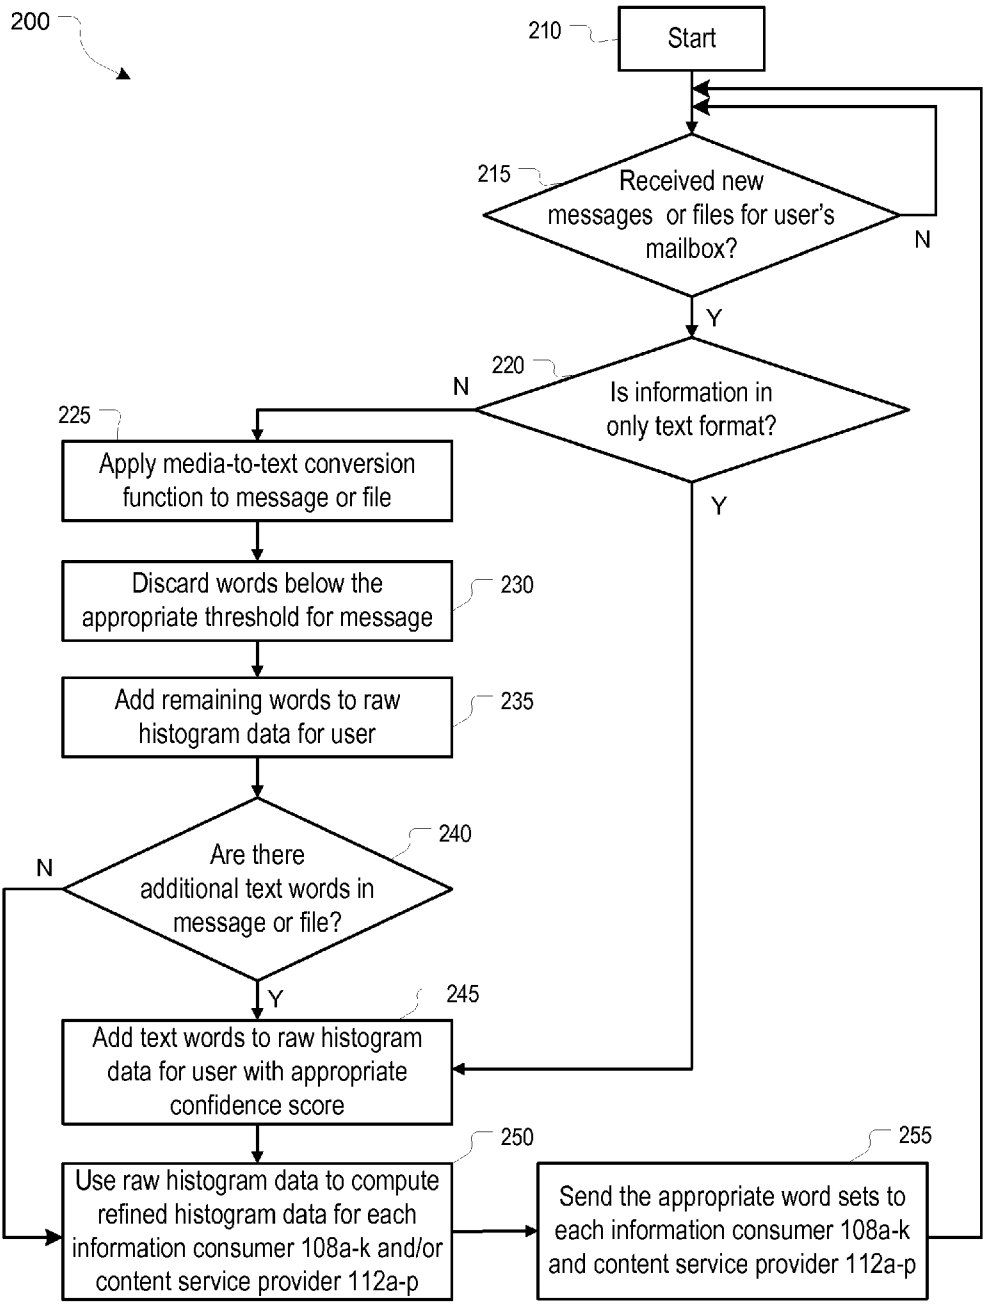 200
210
Start
215
Received new
messages or files for user's
mailbox?
N
Y
220
Is information in
only text format?
N
Y
225
Apply media-to-text conversion
function to message or file
Discard words below the
appropriate threshold for message
230
Add remaining words to raw
histogram data for user
235
240
Are there
additional text words in
message or file?
N
Y
245
Add text words to raw histogram
data for user with appropriate
confidence score
250
Use raw histogram data to compute
refined histogram data for each
information consumer 108a-k and/or
content service provider 112a-p
255
Send the appropriate word sets to
each information consumer 108a-k
and content service provider 112a-p